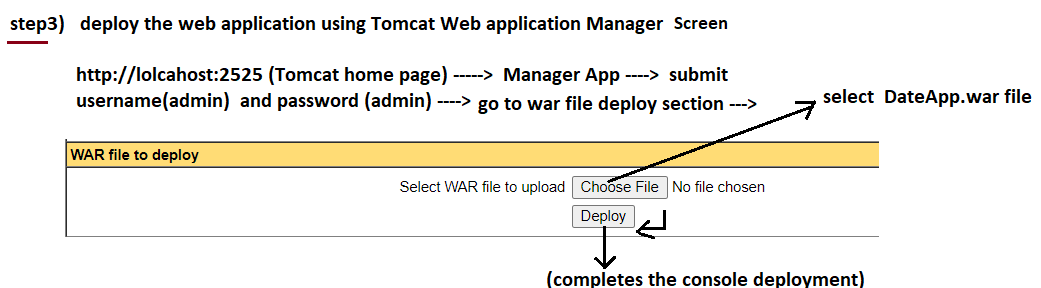 step3) deploy the web application using Tomcat Web application Manager Screen
http://lolcahost:2525 (Tomcat home page) -----> Manager App ----> submit
username(admin) and password (admin) ----> go to war file deploy section --->
select DateApp.war file
WAR file to deploy
Select WAR file to upload Choose File No file chosen
Deploy
(completes the console deployment)